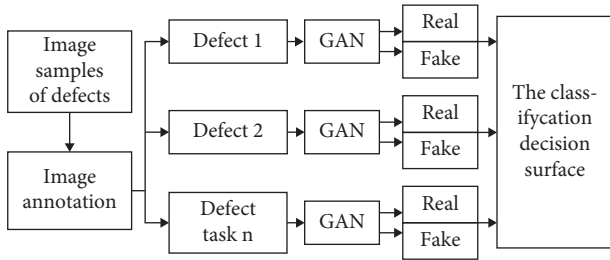 Image
samples
of defects
Image
annotation
Defect 1
GAN
Real
Fake
Defect 2
GAN
Real
Fake
Defect
task n
GAN
Real
Fake
The class-
ifycation
decision
surface